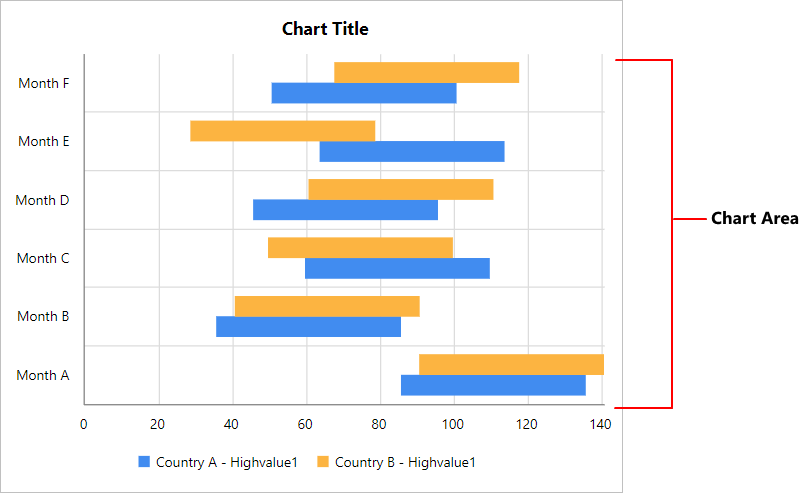 Chart Title
Month F
Month E
Month D
Month C
Month B
Month A
0 20 40 60 80 100 120 140
Country A - Highvalue1 Country B - Highvalue1
Chart Area